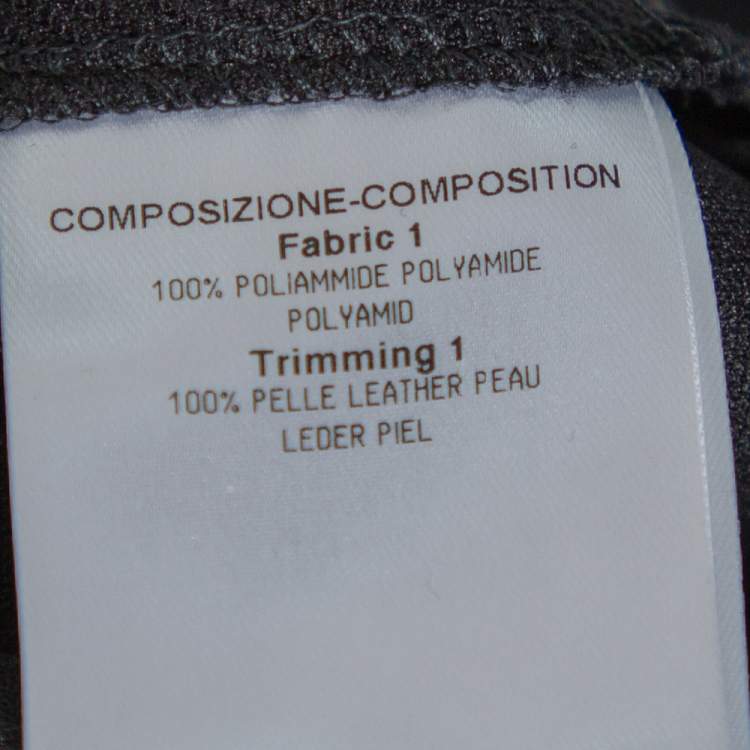 COMPOSIZIONE-COMPOSITION
Fabric 1
100% POLIAMMIDE POLYAMIDE
POLYAMID
Trimming 1
100% PELLE LEATHER PEAU
LEDER PIEL